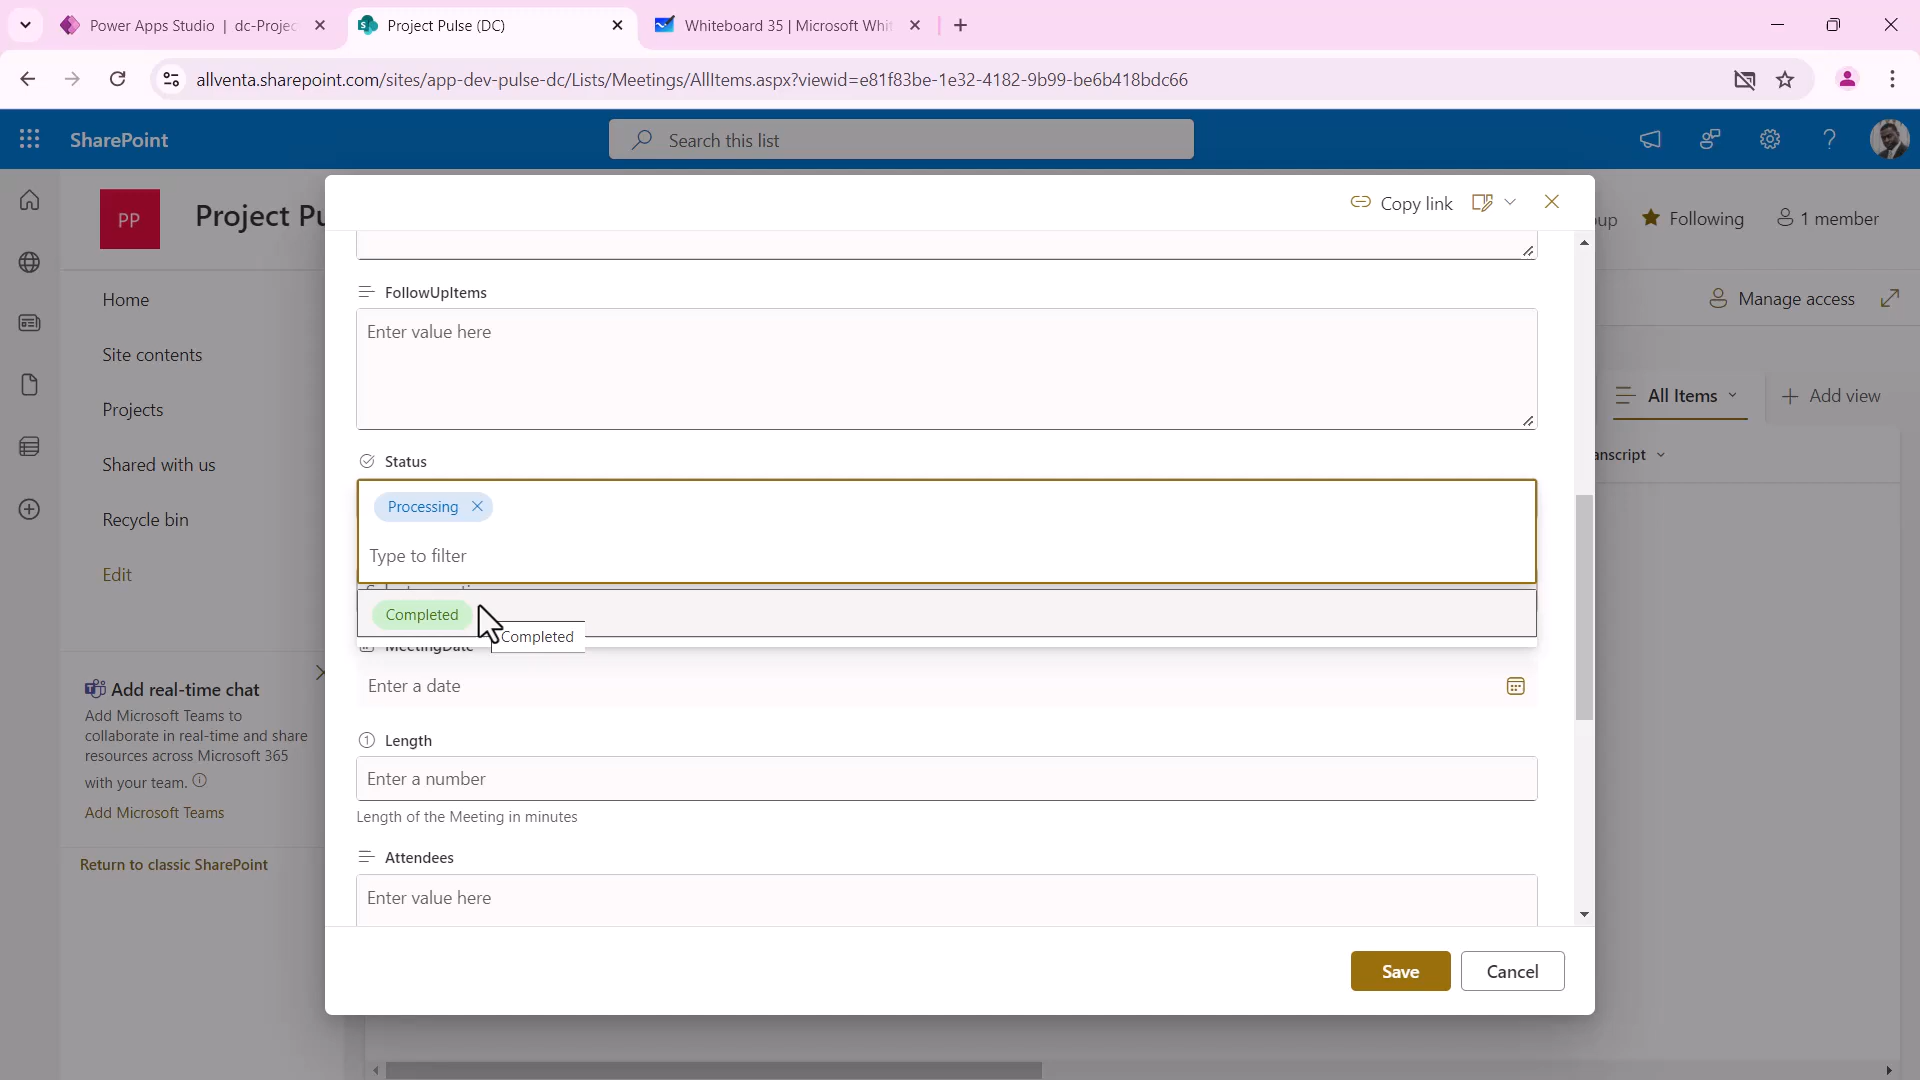 Power Apps Studio | dc-Projec
Project Pulse (DC)
Whiteboard 35 | Microsoft Whit
allventa.sharepoint.com/sites/app-dev-pulse-dc/Lists/Meetings/AllItems.aspx?viewid=e81f83be-1e32-4182-9b99-be6b418bdc66
SharePoint
Search this list
PP
Project Pu
Copy link
up
Following
1 member
Home
Site contents
Projects
Shared with us
Recycle bin
Edit
Manage access
All Items
Add view
anscript
FollowUpItems
Enter value here
Status
Processing
Type to filter
Completed
Completed
MeetingDate
Enter a date
Length
Enter a number
Length of the Meeting in minutes
Attendees
Enter value here
Save
Cancel
Add real-time chat
Add Microsoft Teams to
collaborate in real-time and share
resources across Microsoft 365
with your team.
Add Microsoft Teams
Return to classic SharePoint